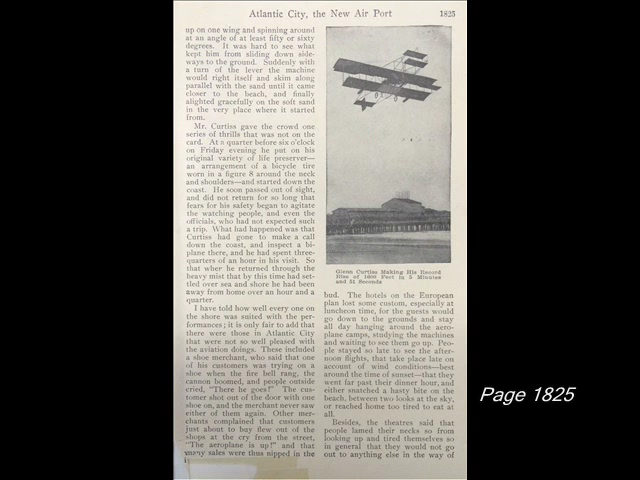 Atlantic City, the New Air Port 1825
up on one wing and spinning around
at an angle of at least fifty or sixty
degrees. It was hard to see what
kept him from sliding down side-
ways to the ground. Suddenly with
a turn of the lever the machine
would right itself and skim along
parallel with the sand until it came
closer to the beach, and finally
alighted gracefully on the soft sand
in the very place where it started
from.
Mr. Curtiss gave the crowd one
series of thrills that was not on the
card. At a quarter before six o'clock
on Friday evening he put on his
original variety of life preserver—
an arrangement of a bicycle tire
worn in a figure 8 around the neck
and shoulders—and started down the
coast. He soon passed out of sight,
and did not return for so long that
fears for his safety began to agitate
the watching people, and even the
officials, who had not expected such
a trip. What had happened was that
Curtiss had gone to make a call
down the coast, and inspect a bi-
plane there, and he had spent three-
quarters of an hour in his visit. So
that wher he returned through the
heavy mist that by this time had set-
tled over sea and shore he had been
away from home over an hour and a
quarter.
I have told how well every one on
the shore was suited with the per-
formances; it is only fair to add that
there were those in Atlantic City
that were not so well pleased with
the aviation doings. These included
a shoe merchant, who said that one
of his customers was trying on a
shoe when the fire bell rang, the
cannon boomed, and people outside
cried, "There he goes!" The cus-
tomer shot out of the door with one
shoe on, and the merchant never saw
either of them again. Other mer-
chants complained that customers
just about to buy flew out of the
shops at the cry from the street,
"The aeroplane is up!" and that
many sales were thus nipped in the
Glenn Curtiss Making His Record
Dive of 1600 Feet in 5 Minutes
and 21 Seconds
bud. The hotels on the European
plan lost some custom, especially at
luncheon time, for the guests would
go down to the grounds and stay
all day hanging around the aero-
plane camps, studying the machines
and waiting to see them go up. Peo-
ple stayed so late to see the after-
noon flights, that take place late on
account of wind conditions—best
around the time of sunset—that they
went far past their dinner hour, and
either snatched a hasty bite on the
beach, between two looks at the sky,
or reached home too tired to eat at
all.
Besides, the theatres said that
people lamed their necks so from
looking up and tired themselves so
in general that they would not go
out to anything else in the way of
Page 1825